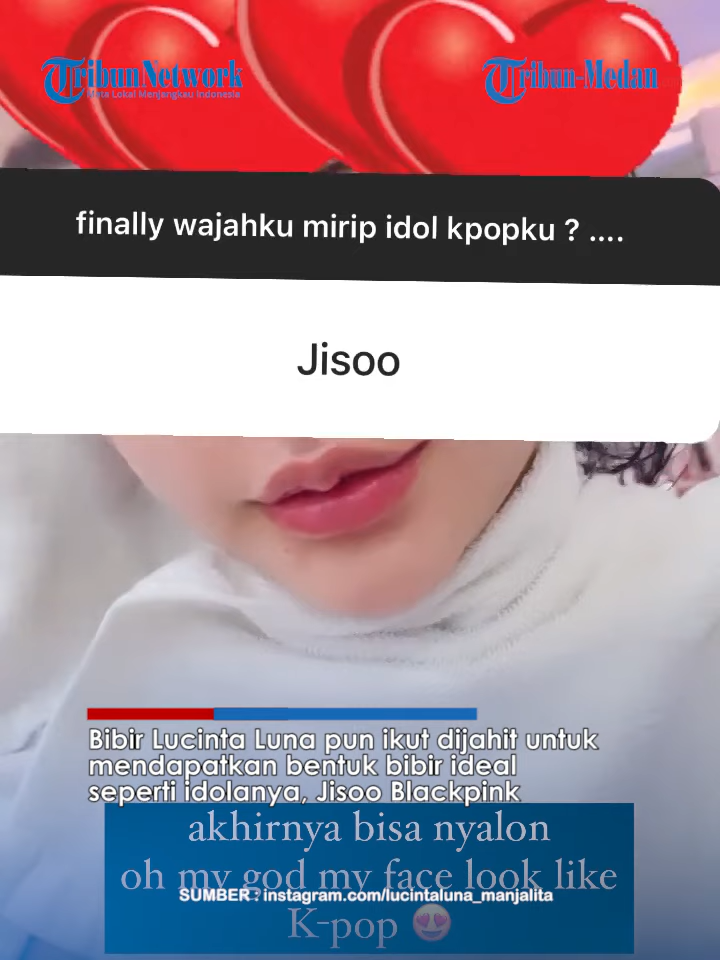 TribunNetwork
Mata Lokal Menjangkau Indonesia
Tribun-Medan
finally wajahku mirip idol kpopku ? ....
Jisoo
Bibir Lucinta Luna pun ikut dijahit untuk
mendapatkan bentuk bibir ideal
seperti idolanya, Jisoo Blackpink
akhirnya bisa nyalon
oh my god my face look like
SUMBER : instagram.com/lucintaluna_manjalita
K-pop 😍